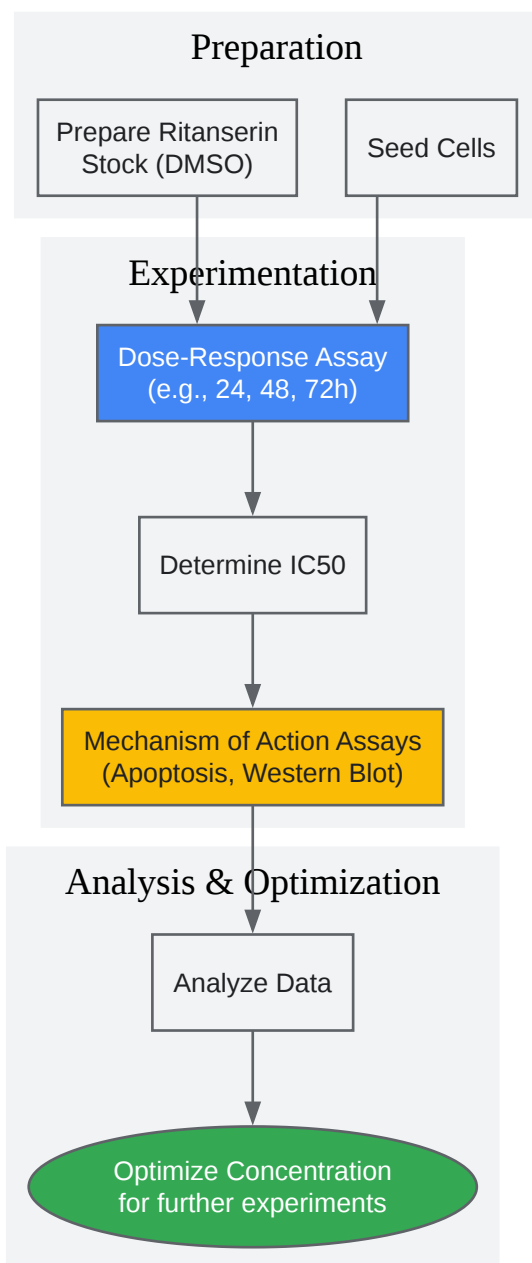 Preparation
Prepare Ritanserin
Stock (DMSO)
Seed Cells
Experimentation
Dose-Response Assay
(e.g., 24, 48, 72h)
Determine IC50
Mechanism of Action Assays
(Apoptosis, Western Blot)
Analysis & Optimization
Analyze Data
Optimize Concentration
for further experiments